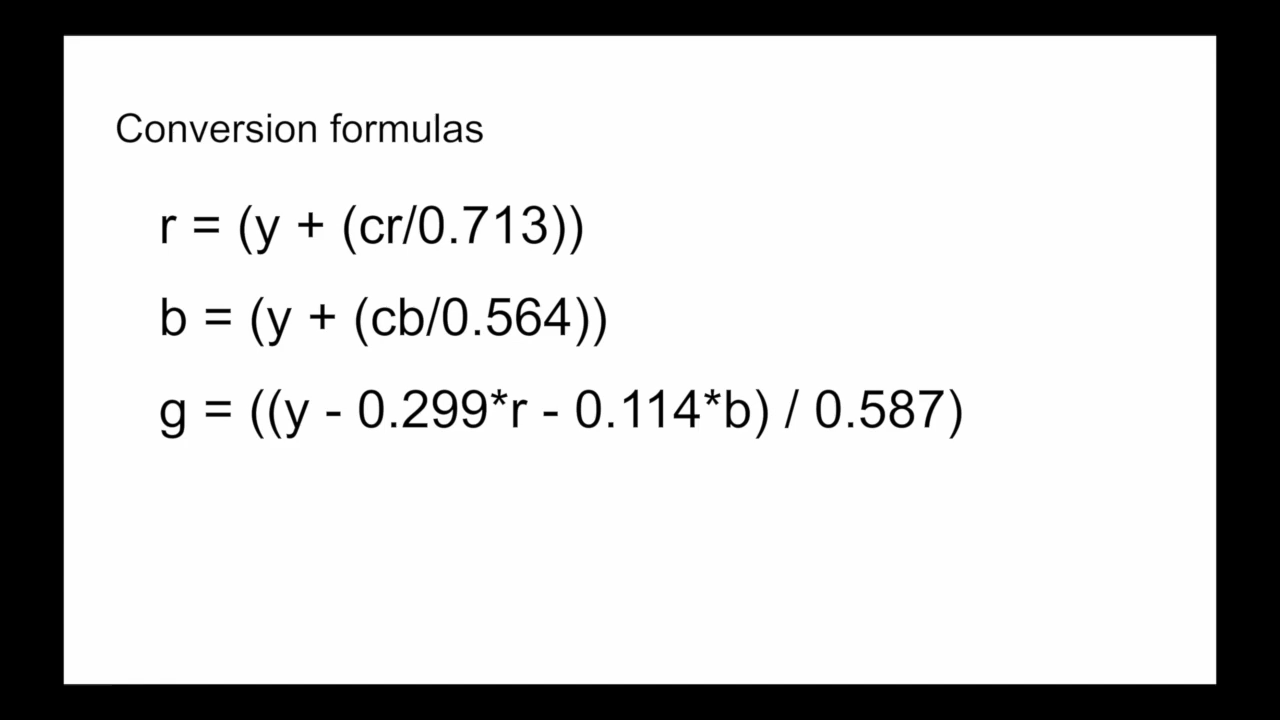 Conversion formulas
r = (y + (cr/0.713))
b = (y + (cb/0.564))
g = ((y - 0.299*r - 0.114*b) / 0.587)